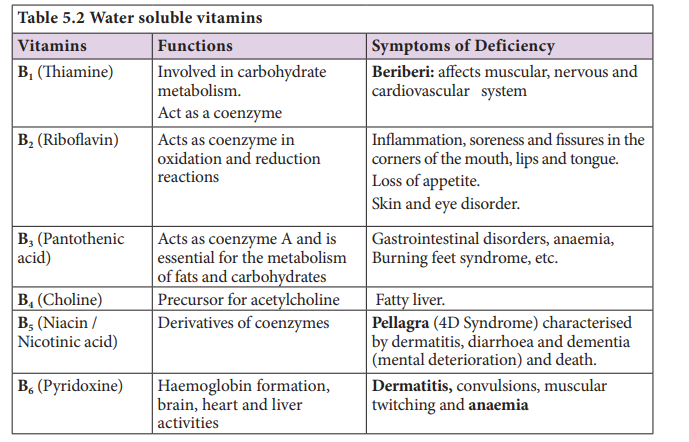 Table 5.2 Water soluble vitamins
Vitamins Functions Symptoms of Deficiency
B₁ (Thiamine) Involved in carbohydrate metabolism. Act as a coenzyme Beriberi: affects muscular, nervous and cardiovascular system
B₂ (Riboflavin) Acts as coenzyme in oxidation and reduction reactions Inflammation, soreness and fissures in the corners of the mouth, lips and tongue. Loss of appetite. Skin and eye disorder.
B₃ (Pantothenic acid) Acts as coenzyme A and is essential for the metabolism of fats and carbohydrates Gastrointestinal disorders, anaemia, Burning feet syndrome, etc.
B₄ (Choline) Precursor for acetylcholine Fatty liver.
B₅ (Niacin / Nicotinic acid) Derivatives of coenzymes Pellagra (4D Syndrome) characterised by dermatitis, diarrhoea and dementia (mental deterioration) and death.
B₆ (Pyridoxine) Haemoglobin formation, brain, heart and liver activities Dermatitis, convulsions, muscular twitching and anaemia